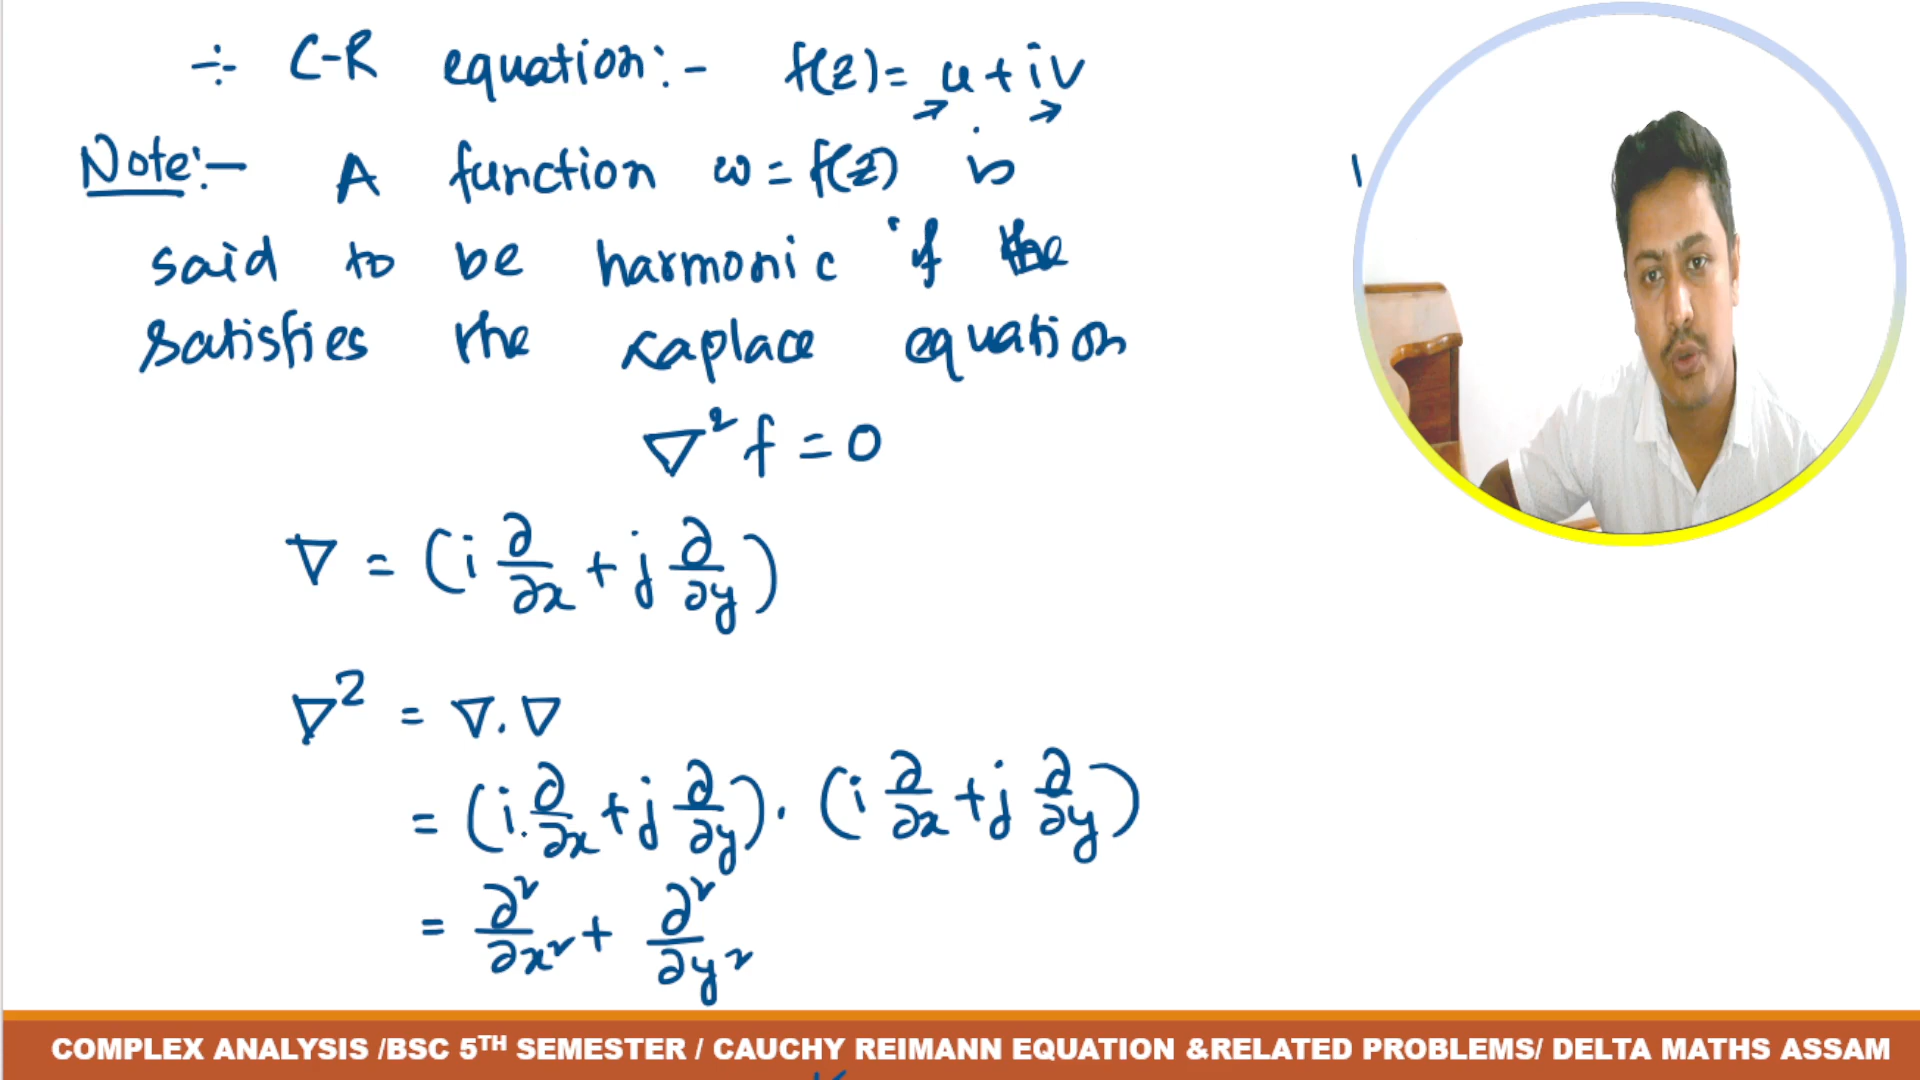 ÷ C-R equation:- f(z) = u + iv
Note:- A function w = f(z) is
said to be harmonic if the
satisfies the Laplace equation
∇² f = 0
∇ = (i ∂/∂x + j ∂/∂y)
∇² = ∇.∇
= (i. ∂/∂x + j ∂/∂y) . (i ∂/∂x + j ∂/∂y)
= ∂²/∂x² + ∂²/∂y²
COMPLEX ANALYSIS /BSC 5TH SEMESTER / CAUCHY REIMANN EQUATION &RELATED PROBLEMS/ DELTA MATHS ASSAM